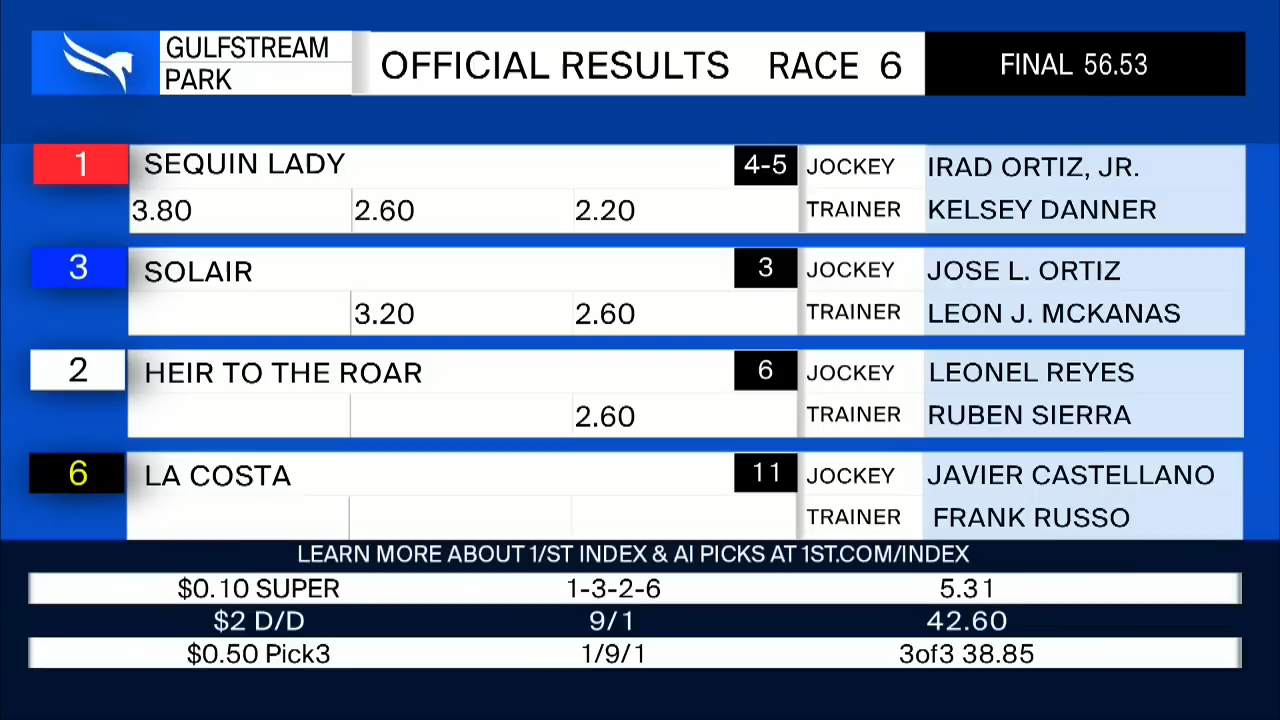 GULFSTREAM
PARK
OFFICIAL RESULTS RACE 6
FINAL 56.53
1 SEQUIN LADY 4-5 JOCKEY IRAD ORTIZ, JR.
3.80 2.60 2.20 TRAINER KELSEY DANNER
3 SOLAIR 3 JOCKEY JOSE L. ORTIZ
3.20 2.60 TRAINER LEON J. MCKANAS
2 HEIR TO THE ROAR 6 JOCKEY LEONEL REYES
2.60 TRAINER RUBEN SIERRA
6 LA COSTA 11 JOCKEY JAVIER CASTELLANO
TRAINER FRANK RUSSO
LEARN MORE ABOUT 1/ST INDEX & AI PICKS AT 1ST.COM/INDEX
$0.10 SUPER 1-3-2-6 5.31
$2 D/D 9/1 42.60
$0.50 Pick3 1/9/1 3of3 38.85